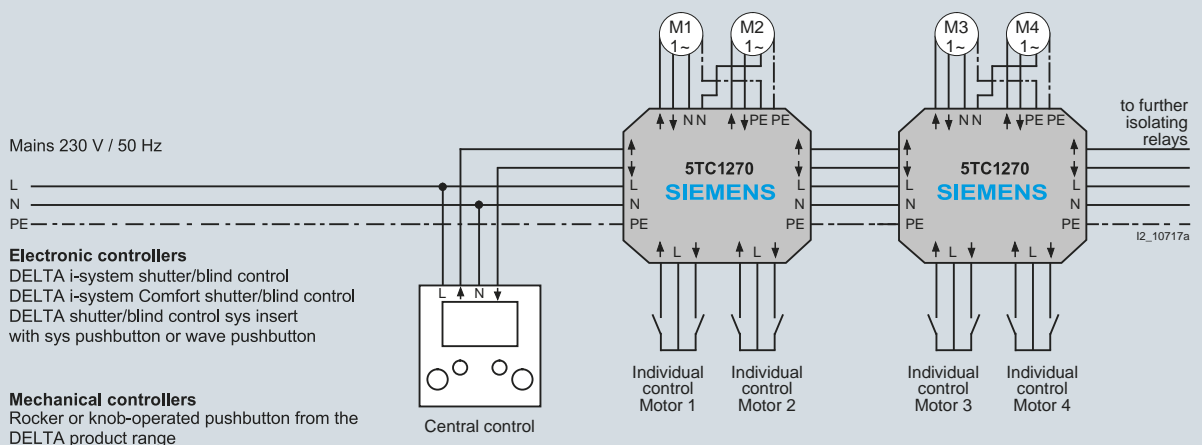 M1
1~
M2
1~
M3
1~
M4
1~
↑ ↓ N N ↑ ↓ PE PE
↑ ↓ N N ↑ ↓ PE PE
to further
isolating
relays
Mains 230 V / 50 Hz
5TC1270
SIEMENS
5TC1270
SIEMENS
L L L L L
N N N N N
PE PE PE PE PE
I2_10717a
↑ L ↓ ↑ L ↓
↑ L ↓ ↑ L ↓
Electronic controllers
DELTA i-system shutter/blind control
DELTA i-system Comfort shutter/blind control
DELTA shutter/blind control sys insert
with sys pushbutton or wave pushbutton
L ↑ N ↓
Mechanical controllers
Rocker or knob-operated pushbutton from the
DELTA product range
Central control
Individual
control
Motor 1
Individual
control
Motor 2
Individual
control
Motor 3
Individual
control
Motor 4